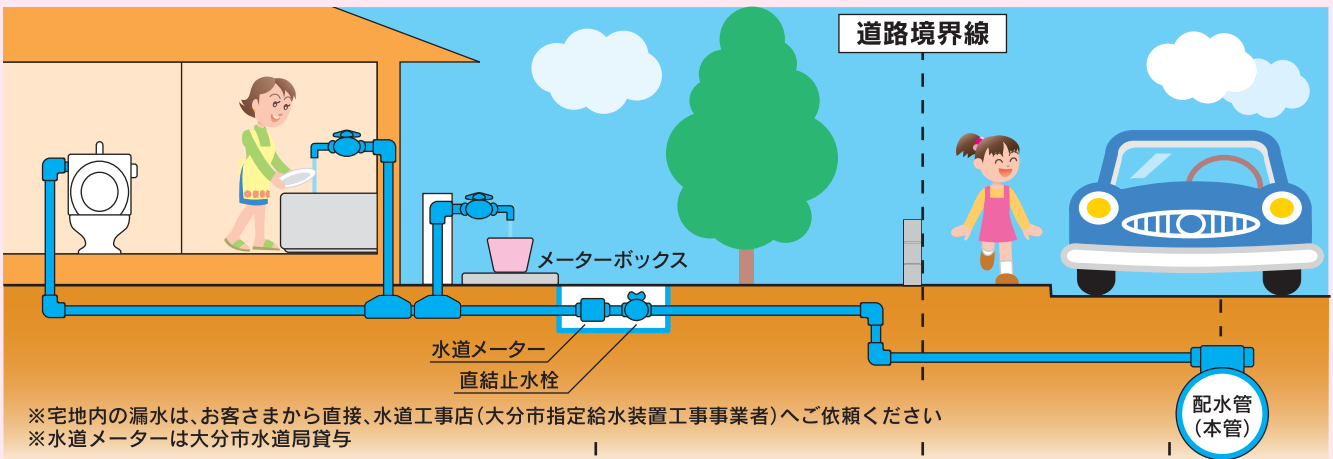 道路境界線
メーターボックス
水道メーター
直結止水栓
配水管
（本管）
※宅地内の漏水は、お客さまから直接、水道工事店（大分市指定給水装置工事事業者）へご依頼ください
※水道メーターは大分市水道局貸与